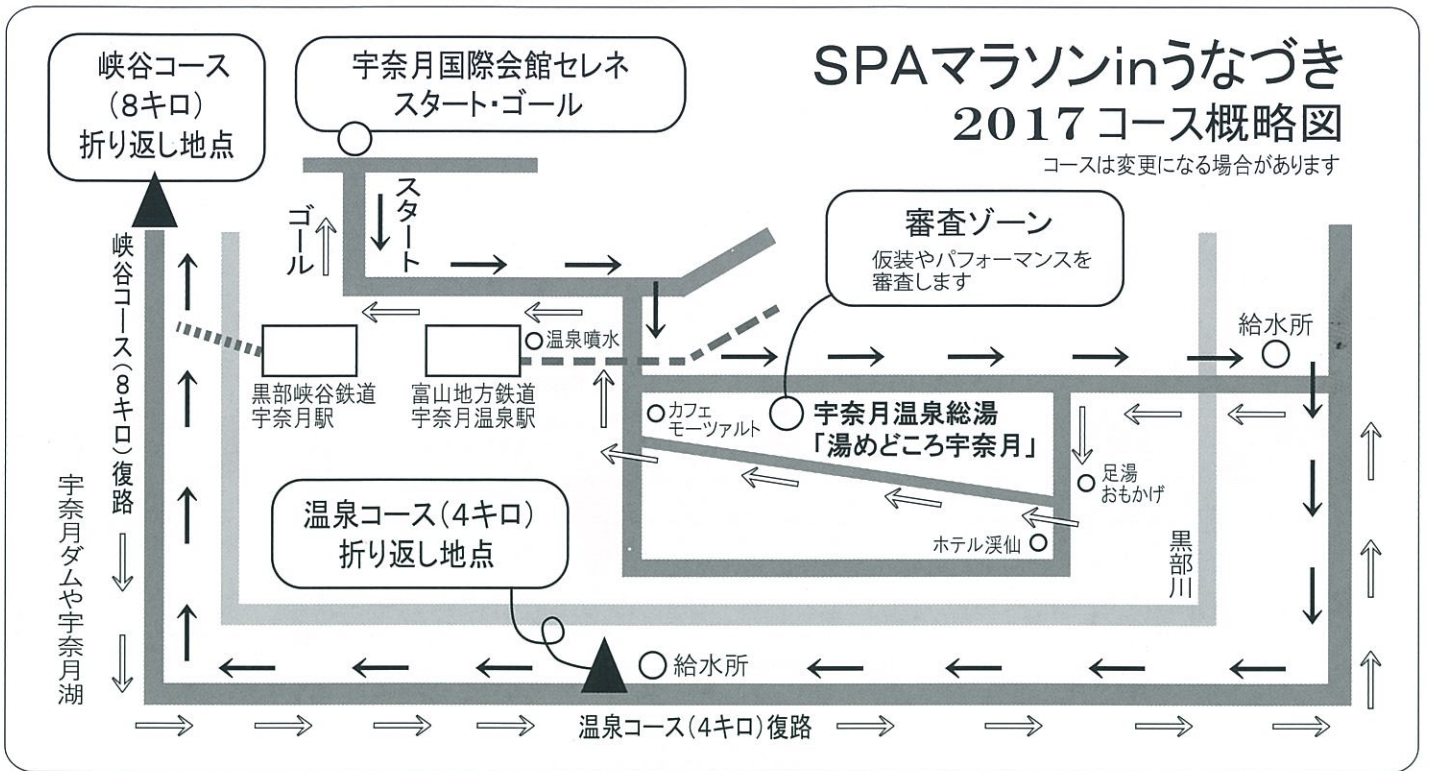 SPAマラソンinうなづき
2017 コース概略図
コースは変更になる場合があります
峡谷コース
(8キロ)
折り返し地点
宇奈月国際会館セレネ
スタート・ゴール
スタート
ゴール
審査ゾーン
仮装やパフォーマンスを
審査します
給水所
温泉噴水
黒部峡谷鉄道
宇奈月駅
富山地方鉄道
宇奈月温泉駅
カフェ
モーツァルト
宇奈月温泉総湯
「湯めどころ宇奈月」
足湯
おもかげ
ホテル渓仙
黒部川
峡谷コース(8キロ)復路
宇奈月ダムや宇奈月湖
温泉コース(4キロ)
折り返し地点
給水所
温泉コース(4キロ)復路